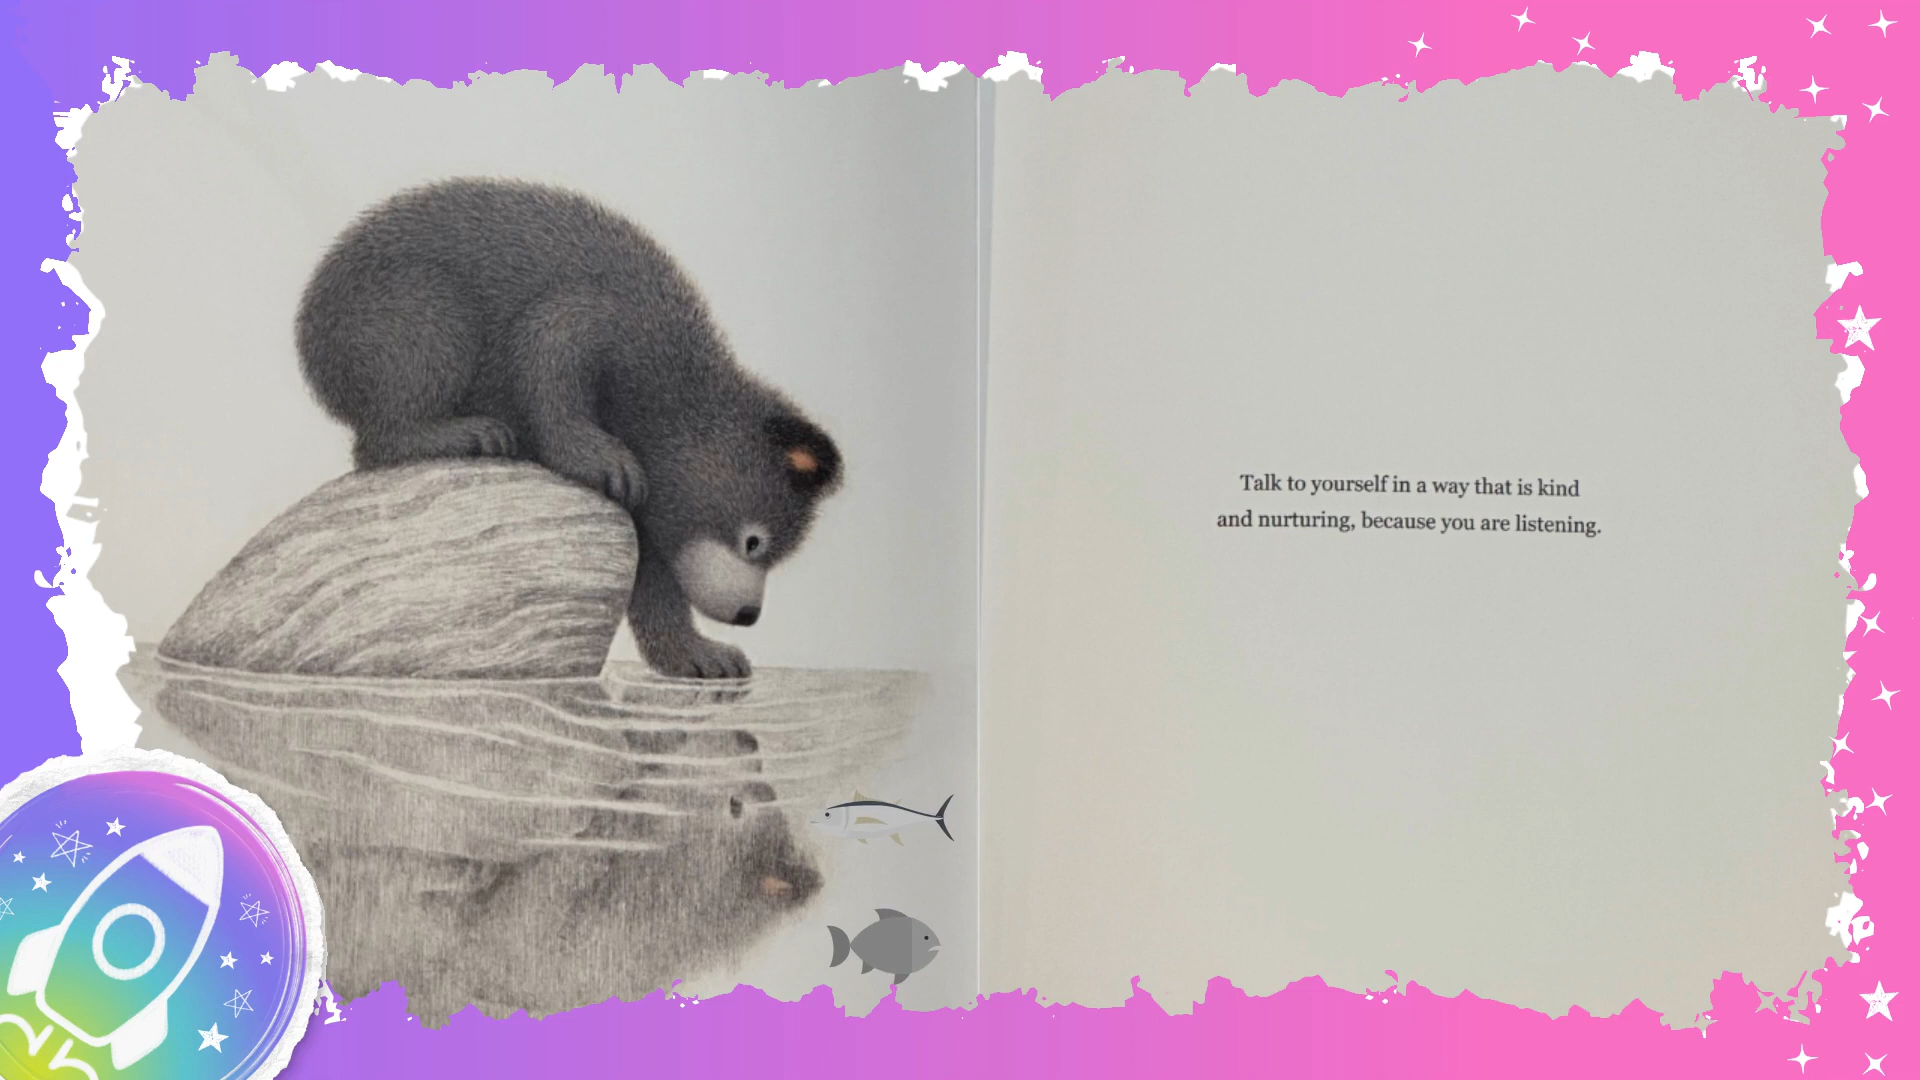 Talk to yourself in a way that is kind
and nurturing, because you are listening.